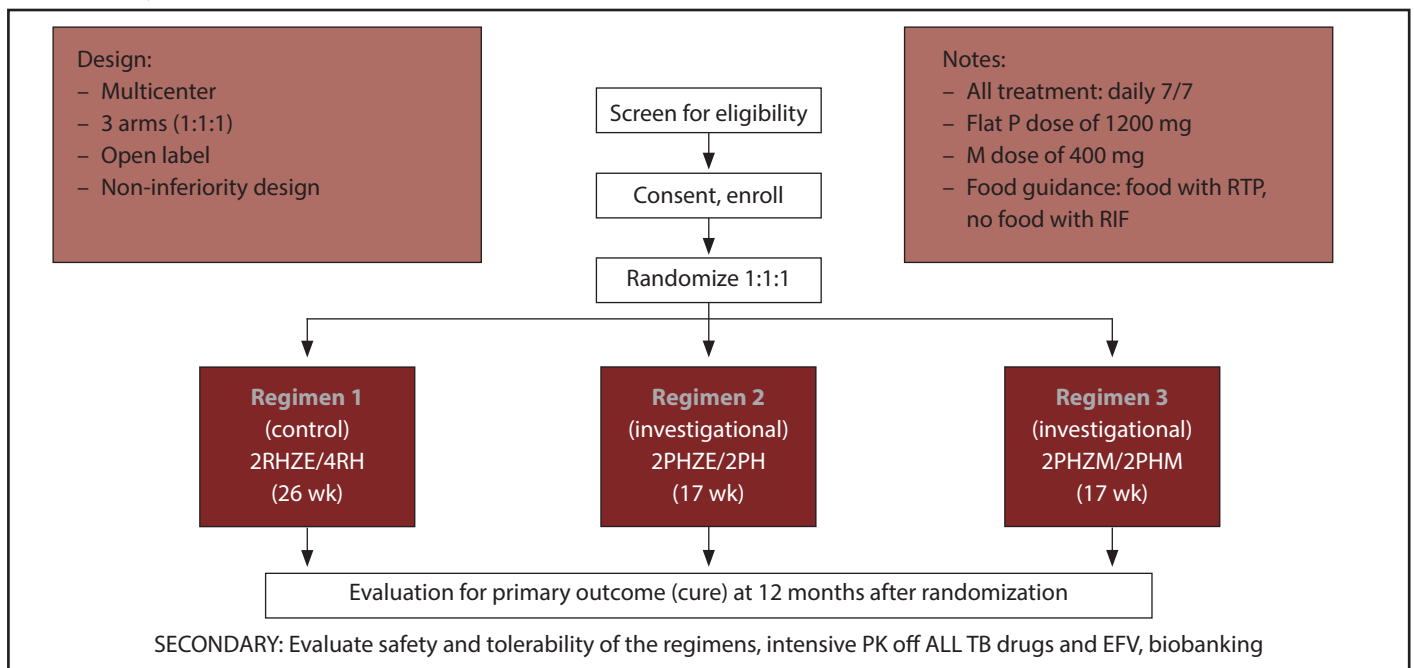 Design:
– Multicenter
– 3 arms (1:1:1)
– Open label
– Non-inferiority design
Notes:
– All treatment: daily 7/7
– Flat P dose of 1200 mg
– M dose of 400 mg
– Food guidance: food with RTP,
no food with RIF
Screen for eligibility
Consent, enroll
Randomize 1:1:1
Regimen 1
(control)
2RHZE/4RH
(26 wk)
Regimen 2
(investigational)
2PHZE/2PH
(17 wk)
Regimen 3
(investigational)
2PHZM/2PHM
(17 wk)
Evaluation for primary outcome (cure) at 12 months after randomization
SECONDARY: Evaluate safety and tolerability of the regimens, intensive PK off ALL TB drugs and EFV, biobanking